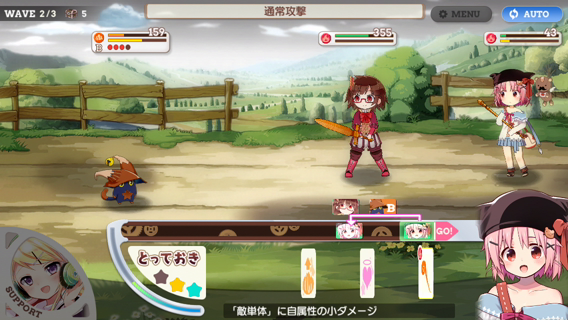 WAVE 2/3 5
通常攻撃
MENU
AUTO
159
B
355
43
B
GO!
とっておき
SUPPORT
「敵単体」に自属性の小ダメージ